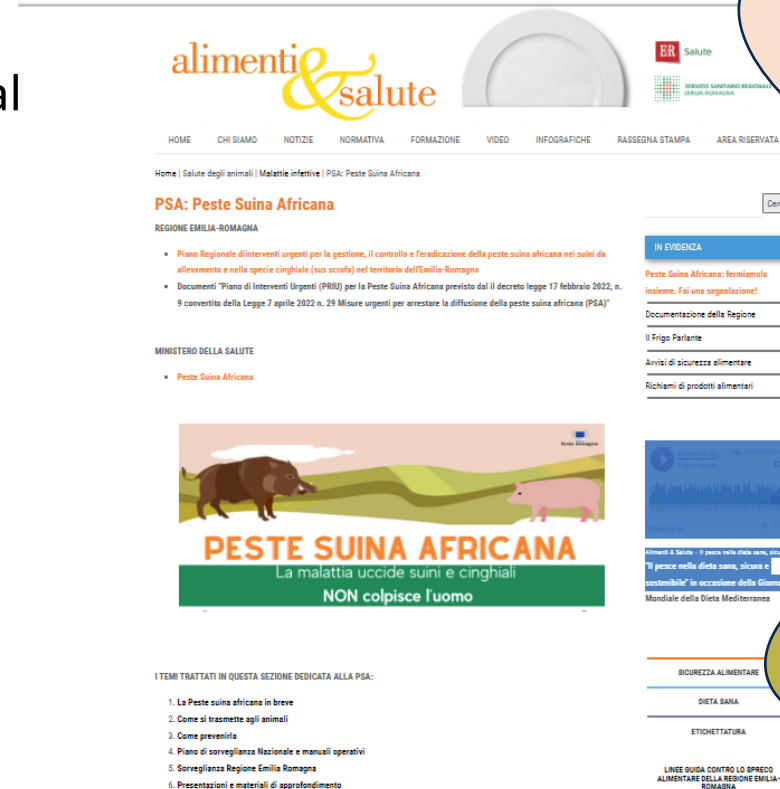 al
alimenti&salute
ER Salute
SERVIZIO SANITARIO REGIONALE
EMILIA-ROMAGNA
HOME CHI SIAMO NOTIZIE NORMATIVA FORMAZIONE VIDEO INFOGRAFICHE RASSEGNA STAMPA AREA RISERVATA
Home | Salute degli animali | Malattie infettive | PSA: Peste Suina Africana
PSA: Peste Suina Africana
REGIONE EMILIA-ROMAGNA
Piano Regionale diinterventi urgenti per la gestione, il controllo e l'eradicazione della peste suina africana nei suini da
allevamento e nella specie cinghiale (sus scrofa) nel territorio dell'Emilia-Romagna
Documenti "Piano di Interventi Urgenti (PRIU) per la Peste Suina Africana previsto dal il decreto legge 17 febbraio 2022, n.
9 convertito della Legge 7 aprile 2022 n. 29 Misure urgenti per arrestare la diffusione della peste suina africana (PSA)"
MINISTERO DELLA SALUTE
Peste Suina Africana
PESTE SUINA AFRICANA
La malattia uccide suini e cinghiali
NON colpisce l'uomo
I TEMI TRATTATI IN QUESTA SEZIONE DEDICATA ALLA PSA:
1. La Peste suina africana in breve
2. Come si trasmette agli animali
3. Come prevenirla
4. Piano di sorveglianza Nazionale e manuali operativi
5. Sorveglianza Regione Emilia Romagna
6. Presentazioni e materiali di approfondimento
Cer
IN EVIDENZA
Peste Suina Africana: fermiamola
insieme. Fai una segnalazione!
Documentazione della Regione
Il Frigo Parlante
Avvisi di sicurezza alimentare
Richiami di prodotti alimentari
Alimenti & Salute - Il pesce nella dieta sana, sicu
"Il pesce nella dieta sana, sicura e
sostenibile" in occasione della Giorna
Mondiale della Dieta Mediterranea
SICUREZZA ALIMENTARE
DIETA SANA
ETICHETTATURA
LINEE GUIDA CONTRO LO SPRECO
ALIMENTARE DELLA REGIONE EMILIA-
ROMAGNA